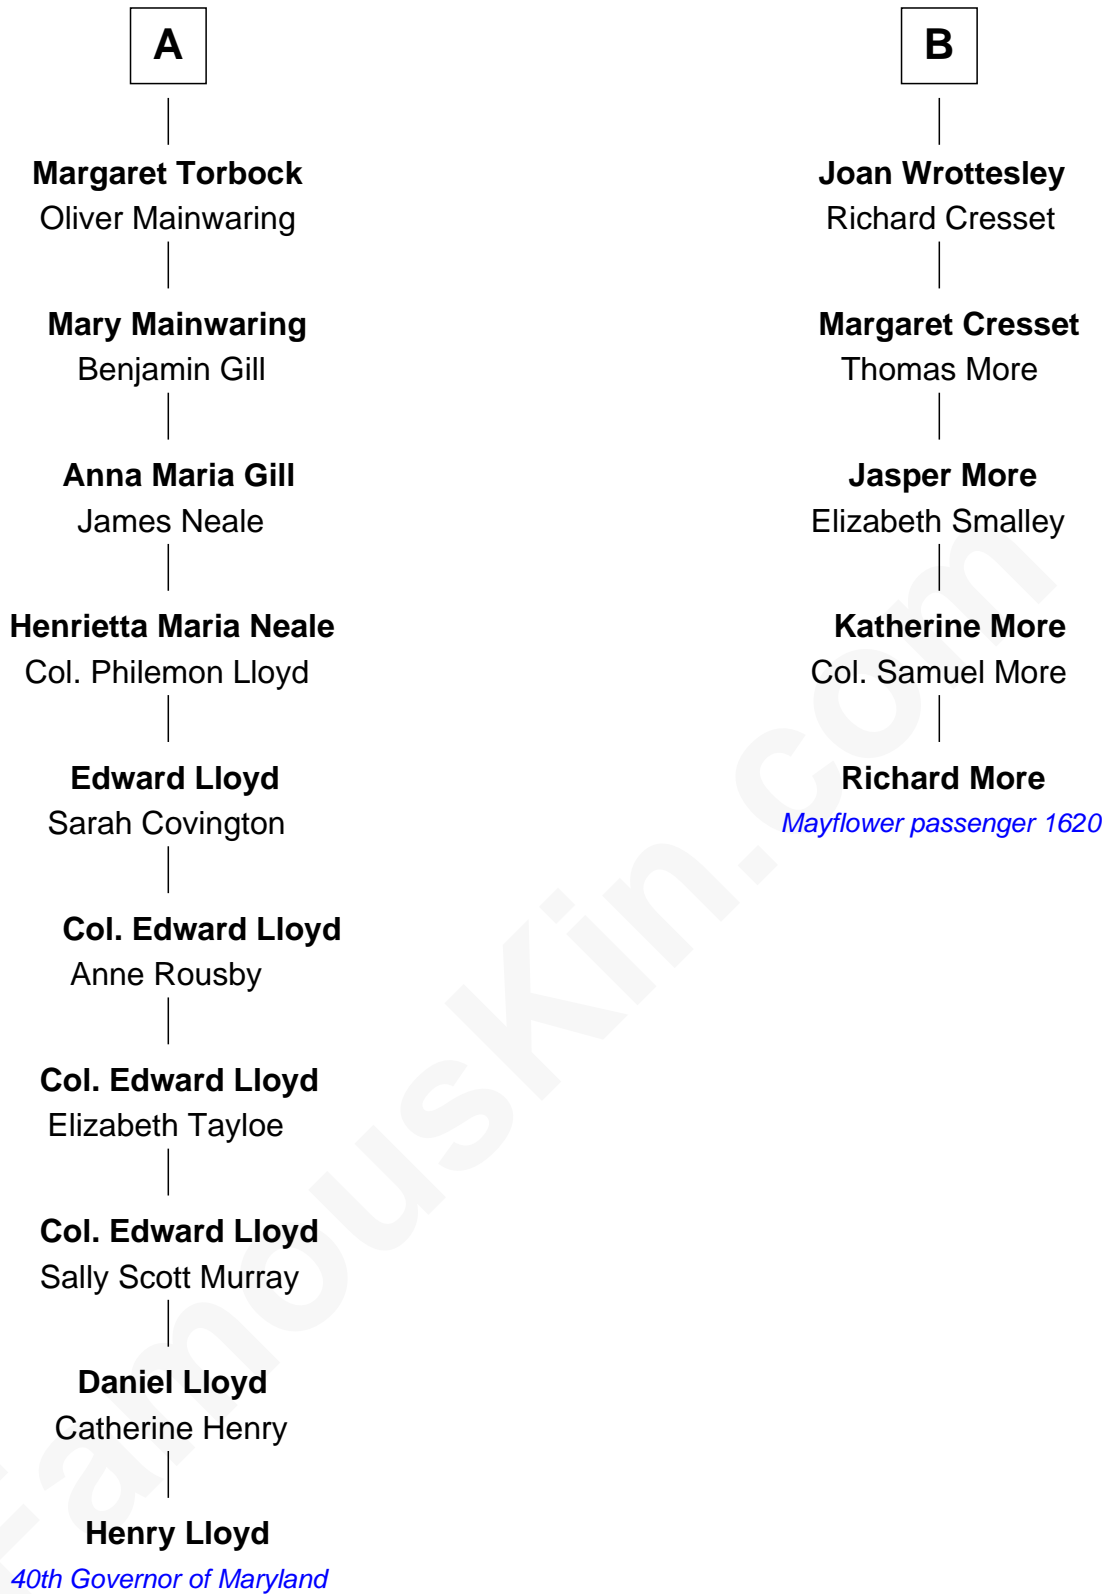 A
Margaret Torbock
Oliver Mainwaring
Mary Mainwaring
Benjamin Gill
Anna Maria Gill
James Neale
Henrietta Maria Neale
Col. Philemon Lloyd
Edward Lloyd
Sarah Covington
Col. Edward Lloyd
Anne Rousby
Col. Edward Lloyd
Elizabeth Tayloe
Col. Edward Lloyd
Sally Scott Murray
Daniel Lloyd
Catherine Henry
Henry Lloyd
40th Governor of Maryland
B
Joan Wrottesley
Richard Cresset
Margaret Cresset
Thomas More
Jasper More
Elizabeth Smalley
Katherine More
Col. Samuel More
Richard More
Mayflower passenger 1620
FamousKin.com